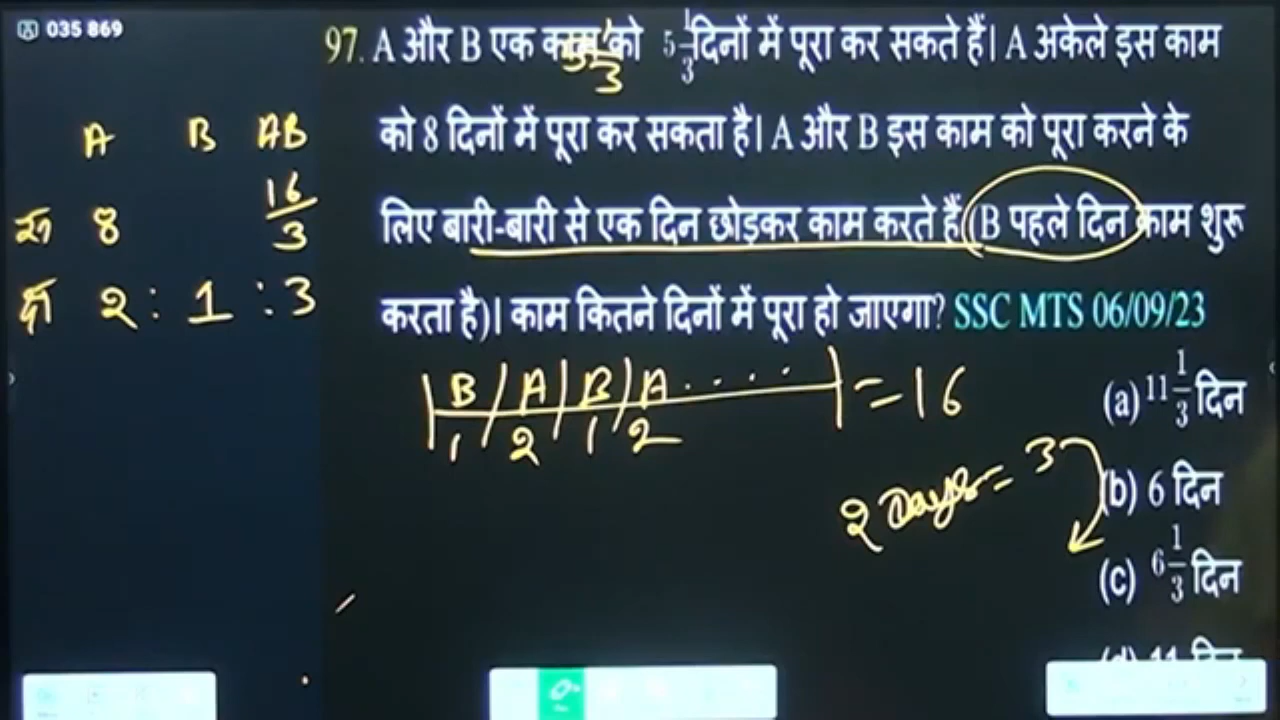 035 869
97. A और B एक काम को 5 1/3 दिनों में पूरा कर सकते हैं। A अकेले इस काम
को 8 दिनों में पूरा कर सकता है। A और B इस काम को पूरा करने के
लिए बारी-बारी से एक दिन छोड़कर काम करते हैं (B पहले दिन काम शुरू
करता है)। काम कितने दिनों में पूरा हो जाएगा? SSC MTS 06/09/23
A B AB
8 16/3
2 : 1 : 3
B A B A . . . . = 16
1 2 1 2
2 Days = 3
(a) 11 1/3 दिन
(b) 6 दिन
(c) 6 1/3 दिन
(d) 11 दिन